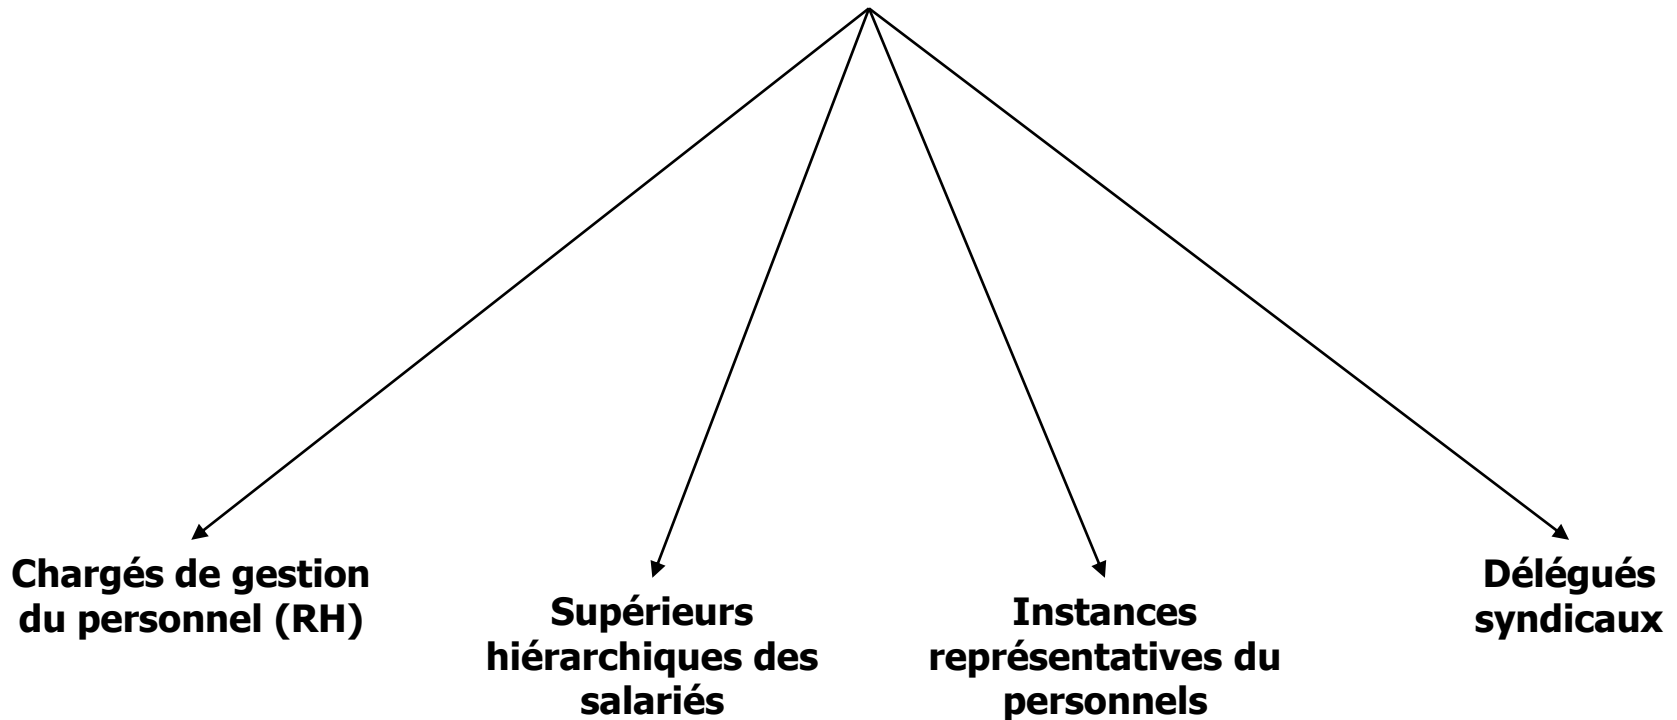 Chargés de gestion
du personnel (RH)
Supérieurs
hiérarchiques des
salariés
Instances
représentatives du
personnels
Délégués
syndicaux